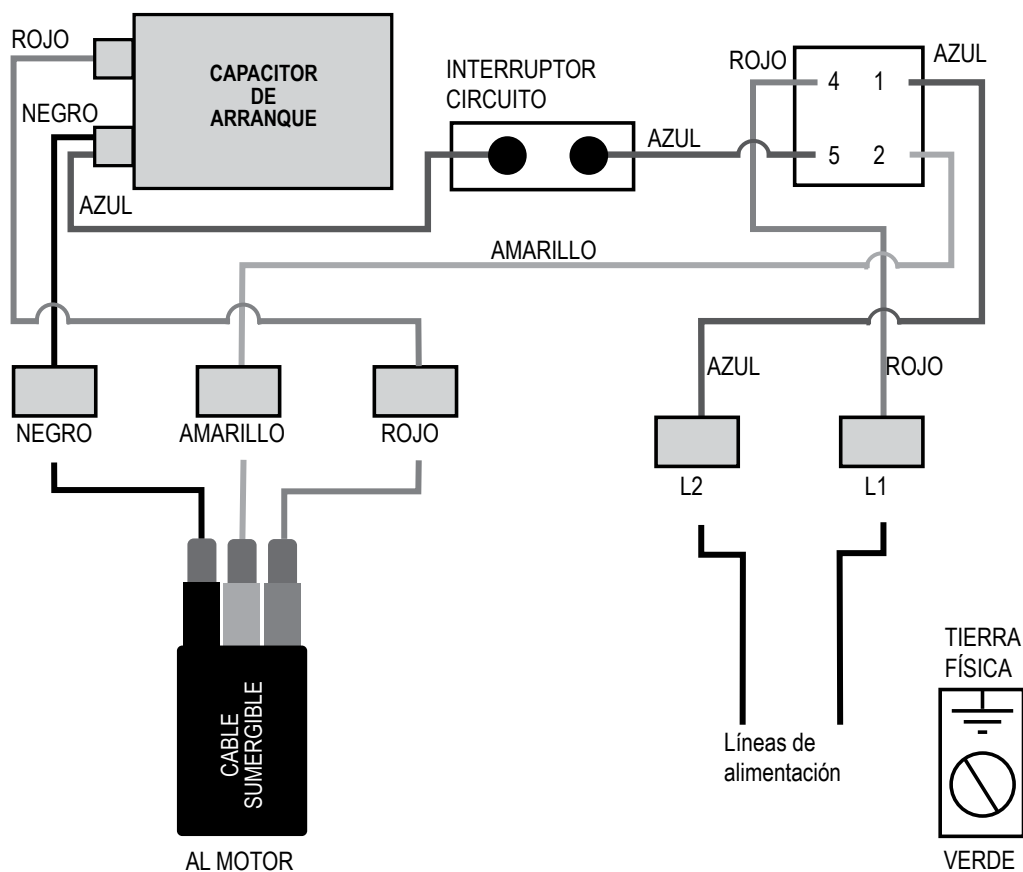 ROJO
CAPACITOR
DE
ARRANQUE
NEGRO
AZUL
INTERRUPTOR
CIRCUITO
AZUL
ROJO
AZUL
4 1
5 2
AMARILLO
AZUL
ROJO
NEGRO
AMARILLO
ROJO
L2
L1
CABLE
SUMERGIBLE
AL MOTOR
Líneas de
alimentación
TIERRA
FÍSICA
VERDE